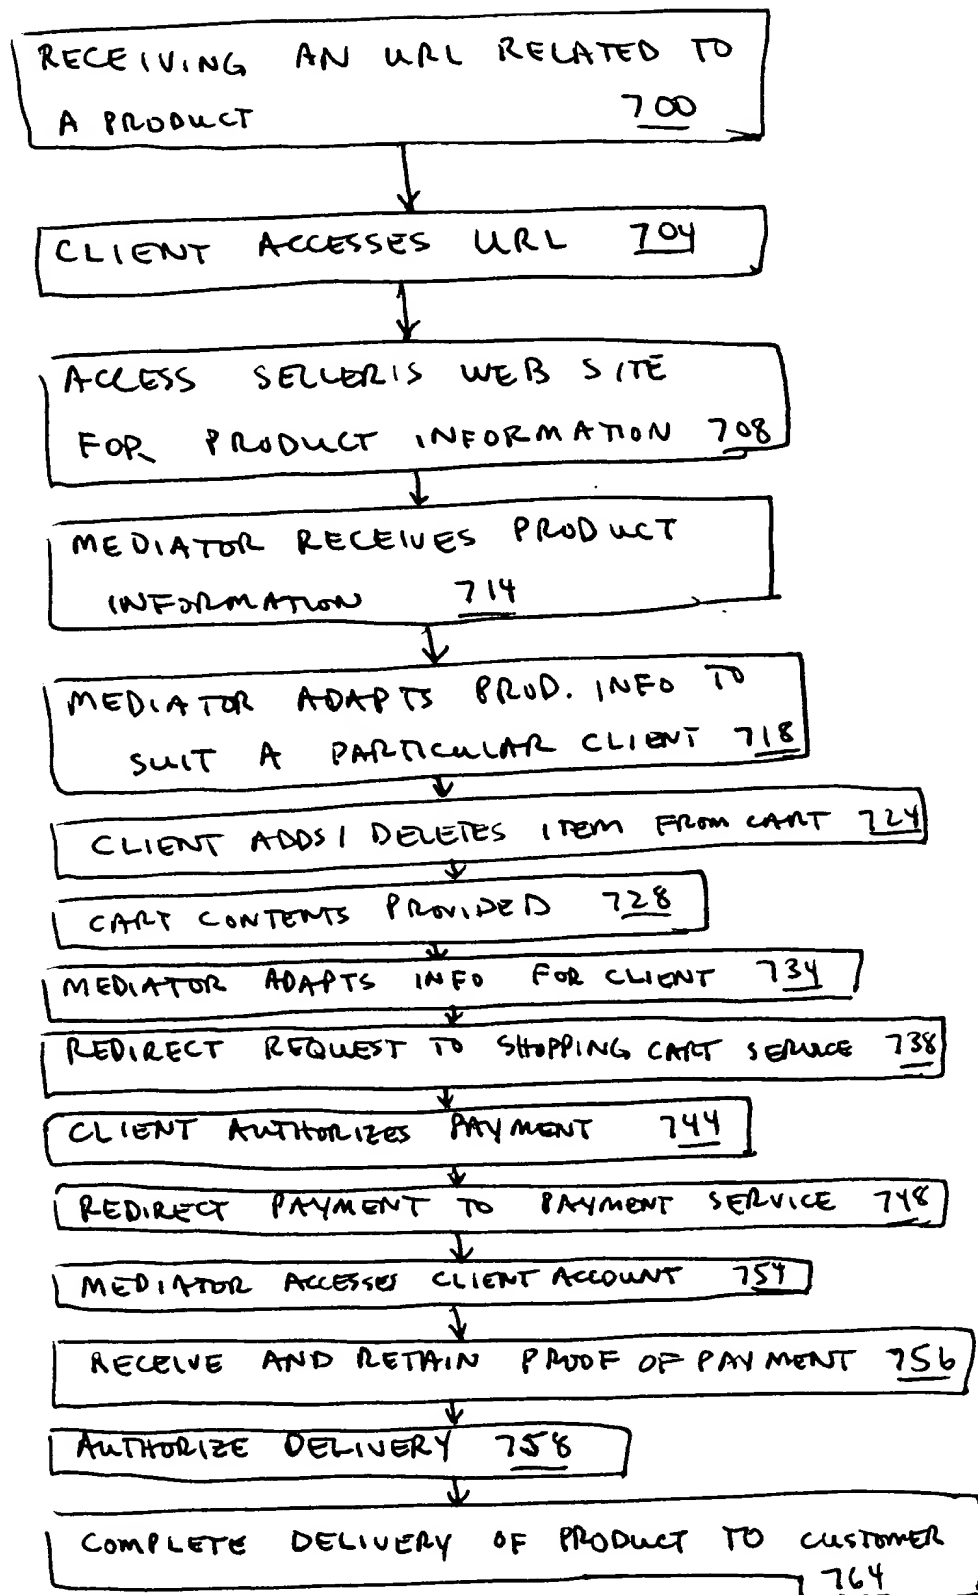 RECEIVING AN URL RELATED TO
A PRODUCT 700
CLIENT ACCESSES URL 704
ACCESS SELLER'S WEB SITE
FOR PRODUCT INFORMATION 708
MEDIATOR RECEIVES PRODUCT
INFORMATION 714
MEDIATOR ADAPTS PROD. INFO TO
SUIT A PARTICULAR CLIENT 718
CLIENT ADDS / DELETES ITEM FROM CART 724
CART CONTENTS PROVIDED 728
MEDIATOR ADAPTS INFO FOR CLIENT 734
REDIRECT REQUEST TO SHOPPING CART SERVICE 738
CLIENT AUTHORIZES PAYMENT 744
REDIRECT PAYMENT TO PAYMENT SERVICE 748
MEDIATOR ACCESSES CLIENT ACCOUNT 754
RECEIVE AND RETAIN PROOF OF PAYMENT 756
AUTHORIZE DELIVERY 758
COMPLETE DELIVERY OF PRODUCT TO CUSTOMER
764